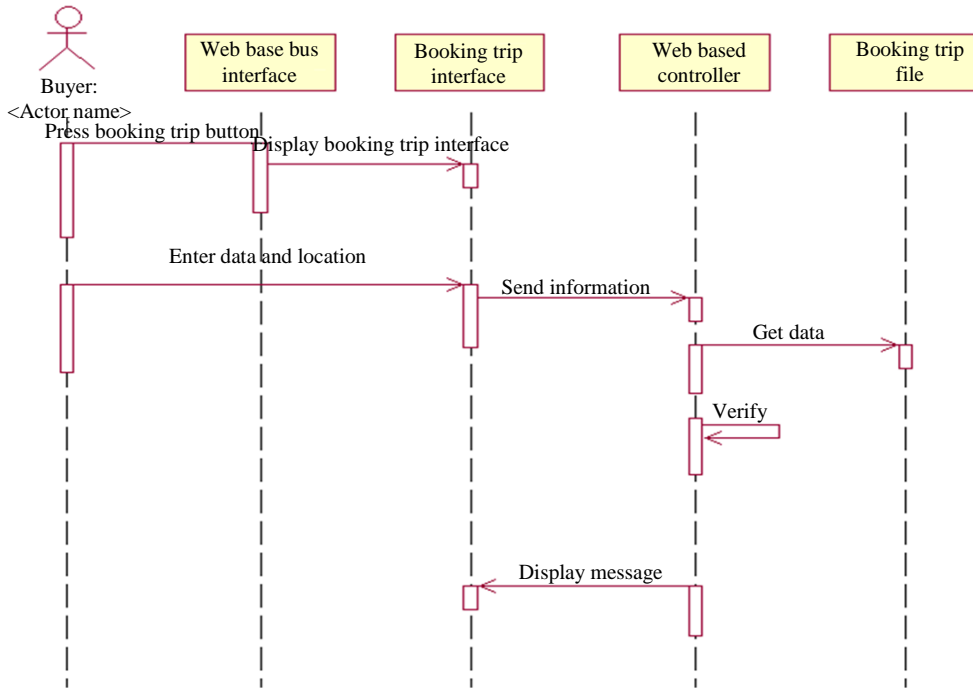 Web base bus
interface
Booking trip
interface
Web based
controller
Booking trip
file
Buyer:
<Actor name>
Press booking trip button
Display booking trip interface
Enter data and location
Send information
Get data
Verify
Display message